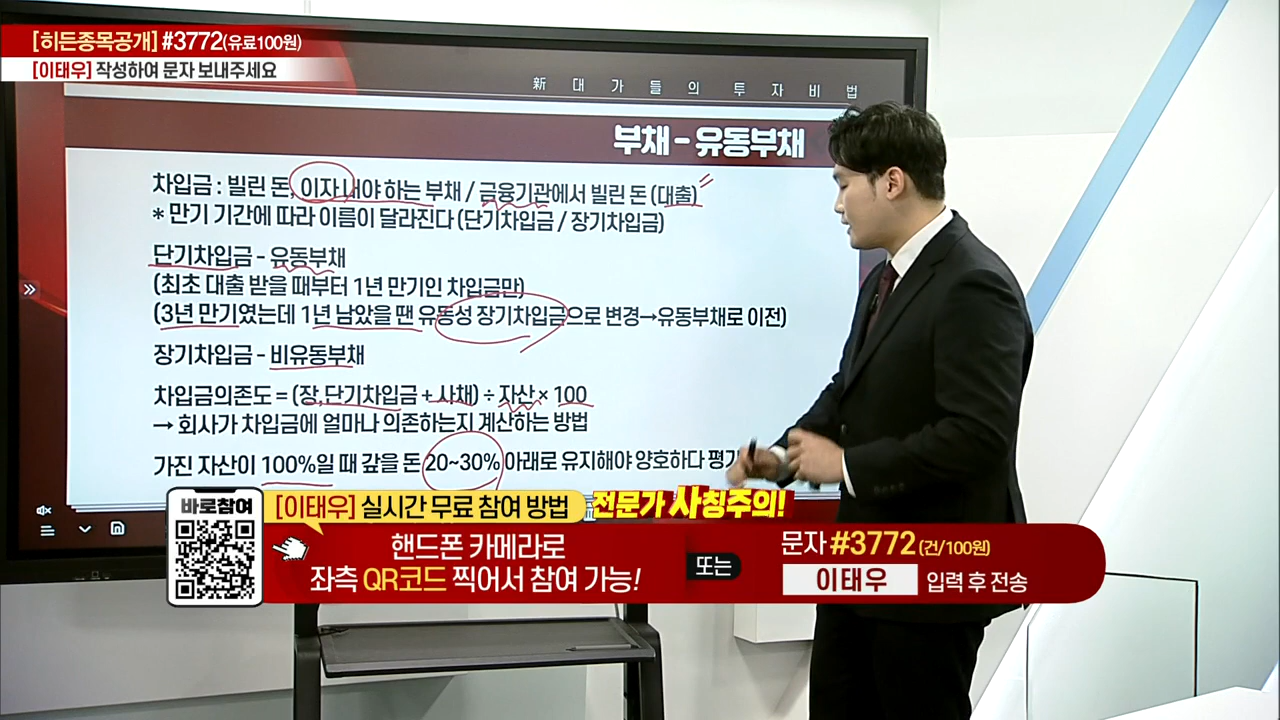 [히든종목공개] #3772(유료100원)
[이태우] 작성하여 문자 보내주세요
新 대 가 들 의 투 자 비 법
부채 - 유동부채
차입금 : 빌린 돈, 이자 내야 하는 부채 / 금융기관에서 빌린 돈 (대출)
* 만기 기간에 따라 이름이 달라진다 (단기차입금 / 장기차입금)
단기차입금 - 유동부채
(최초 대출 받을 때부터 1년 만기인 차입금만)
(3년 만기였는데 1년 남았을 땐 유동성 장기차입금으로 변경→유동부채로 이전)
장기차입금 - 비유동부채
차입금의존도 = (장,단기차입금 + 사채) ÷ 자산 × 100
→ 회사가 차입금에 얼마나 의존하는지 계산하는 방법
가진 자산이 100%일 때 갚을 돈 20~30% 아래로 유지해야 양호하다 평가
바로참여
[이태우] 실시간 무료 참여 방법
전문가 사칭주의!
핸드폰 카메라로
좌측 QR코드 찍어서 참여 가능!
또는
문자 #3772 (건/100원)
이태우 입력 후 전송